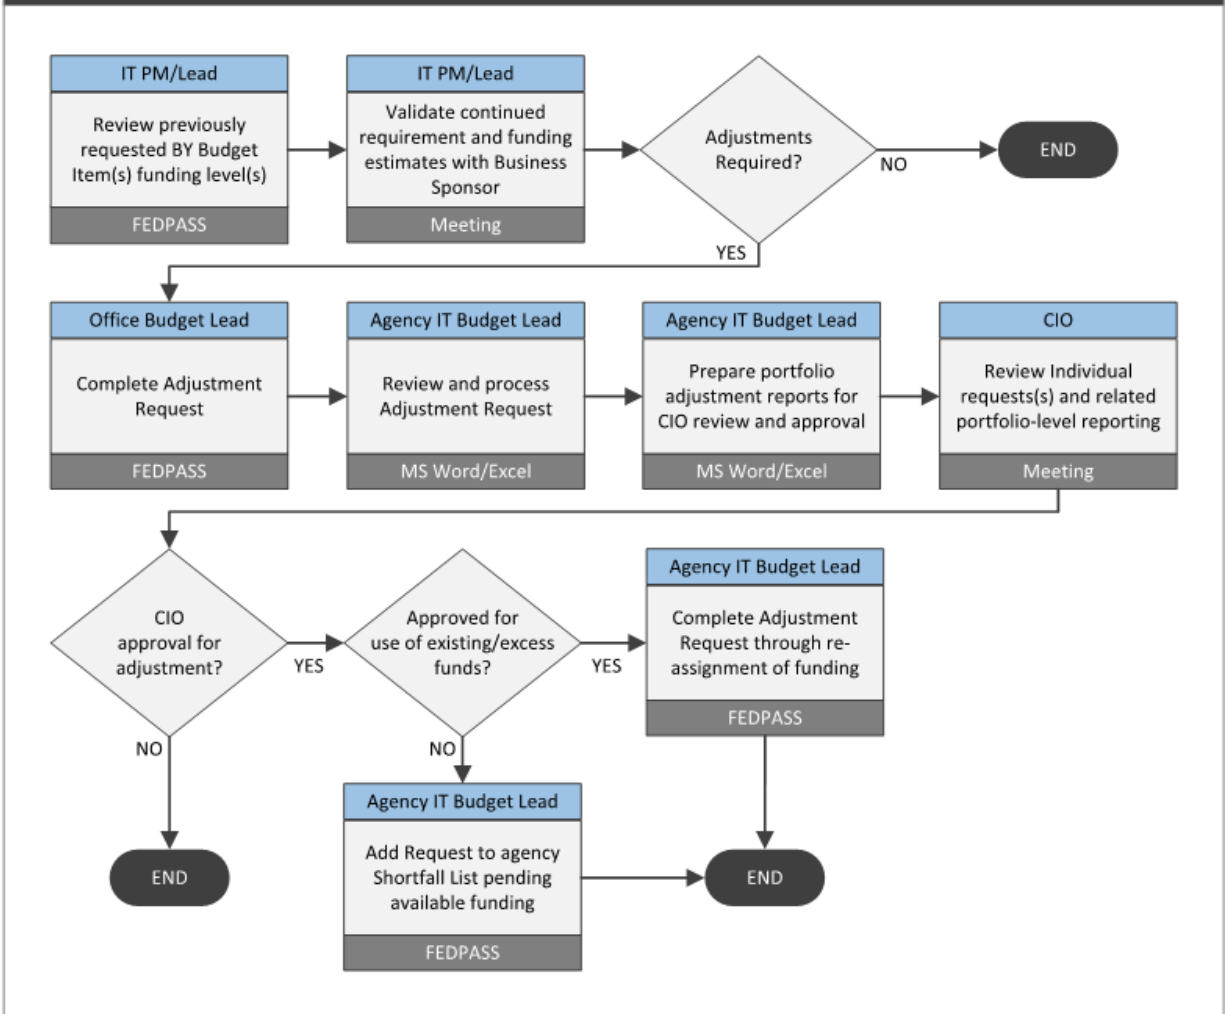 IT PM/Lead
Review previously
requested BY Budget
Item(s) funding level(s)
FEDPASS
IT PM/Lead
Validate continued
requirement and funding
estimates with Business
Sponsor
Meeting
Adjustments
Required?
NO
END
YES
Office Budget Lead
Complete Adjustment
Request
FEDPASS
Agency IT Budget Lead
Review and process
Adjustment Request
MS Word/Excel
Agency IT Budget Lead
Prepare portfolio
adjustment reports for
CIO review and approval
MS Word/Excel
CIO
Review Individual
requests(s) and related
portfolio-level reporting
Meeting
CIO
approval for
adjustment?
YES
NO
END
Approved for
use of existing/excess
funds?
YES
NO
Agency IT Budget Lead
Complete Adjustment
Request through re-
assignment of funding
FEDPASS
Agency IT Budget Lead
Add Request to agency
Shortfall List pending
available funding
FEDPASS
END